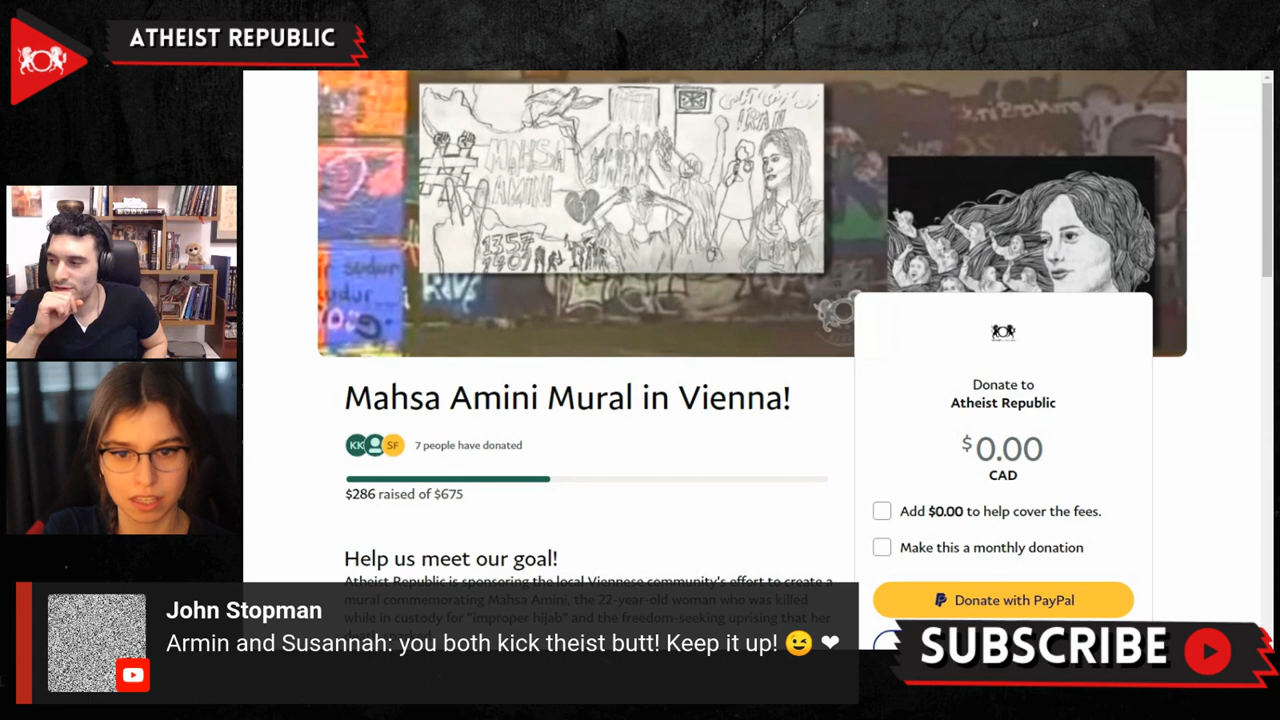 ATHEIST REPUBLIC
MAHSA
AMINI
IRAN
1357
1401
Mahsa Amini Mural in Vienna!
KK
SF
7 people have donated
$286 raised of $675
Help us meet our goal!
Atheist Republic is sponsoring the local Viennese community's effort to create a
mural commemorating Mahsa Amini, the 22-year-old woman who was killed
while in custody for "improper hijab" and the freedom-seeking uprising that her
Donate to
Atheist Republic
$0.00
CAD
Add $0.00 to help cover the fees.
Make this a monthly donation
Donate with PayPal
John Stopman
Armin and Susannah: you both kick theist butt! Keep it up! 😉 ❤
SUBSCRIBE